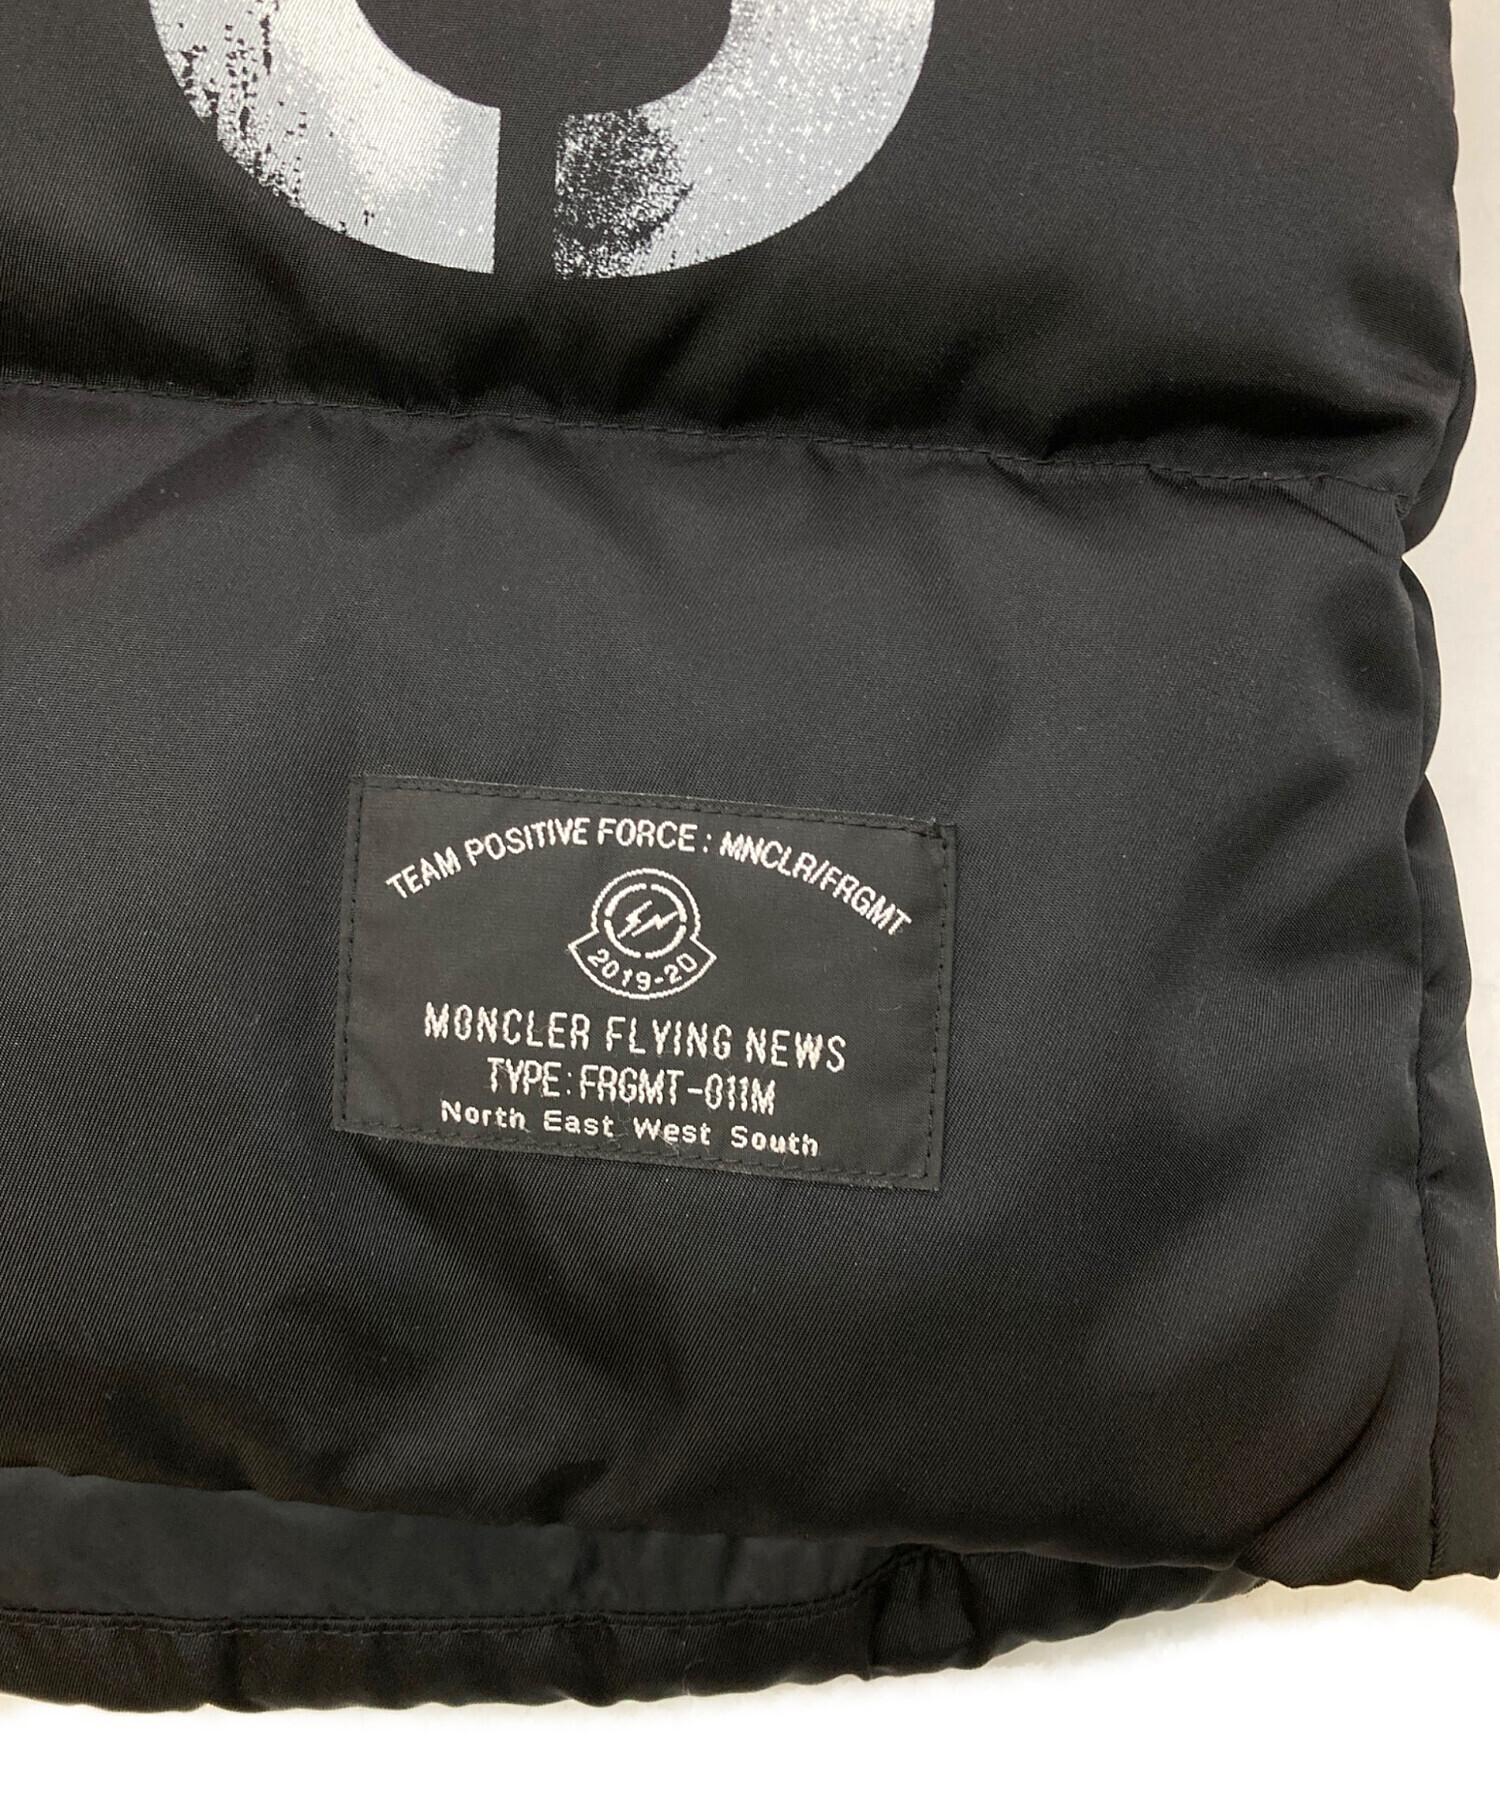 TEAM POSITIVE FORCE : MNCLR/FRGMT
2019-20
MONCLER FLYING NEWS
TYPE: FRGMT-011M
North East West South